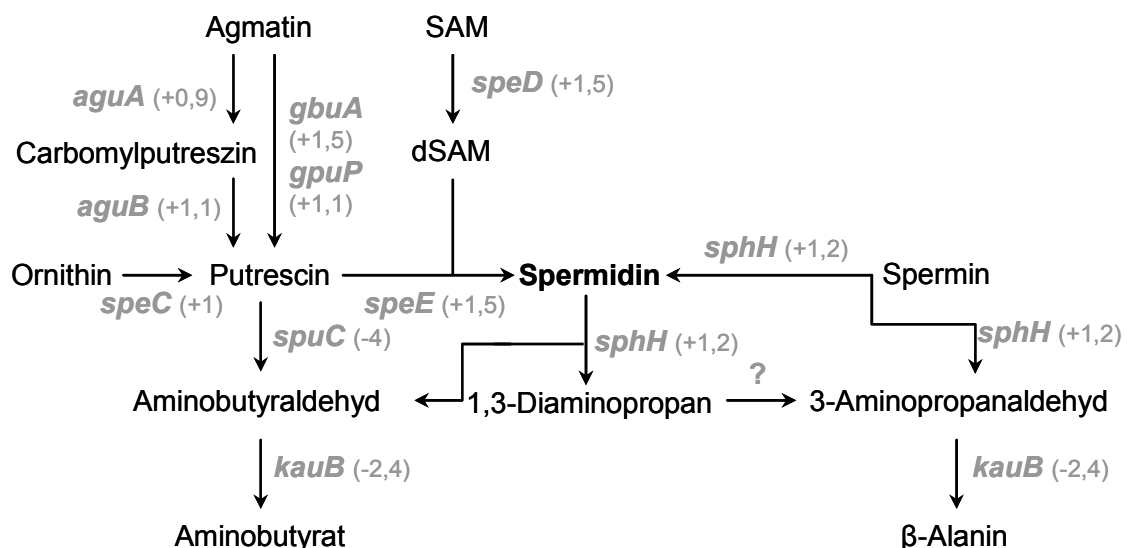 Agmatin
SAM
aguA (+0,9)
gbuA
(+1,5)
gpuP
(+1,1)
speD (+1,5)
Carbomylputreszin
dSAM
aguB (+1,1)
Ornithin
Putrescin
Spermidin
Spermin
sphH (+1,2)
speC (+1)
speE (+1,5)
spuC (-4)
sphH (+1,2)
sphH (+1,2)
?
Aminobutyraldehyd
1,3-Diaminopropan
3-Aminopropanaldehyd
kauB (-2,4)
kauB (-2,4)
Aminobutyrat
β-Alanin